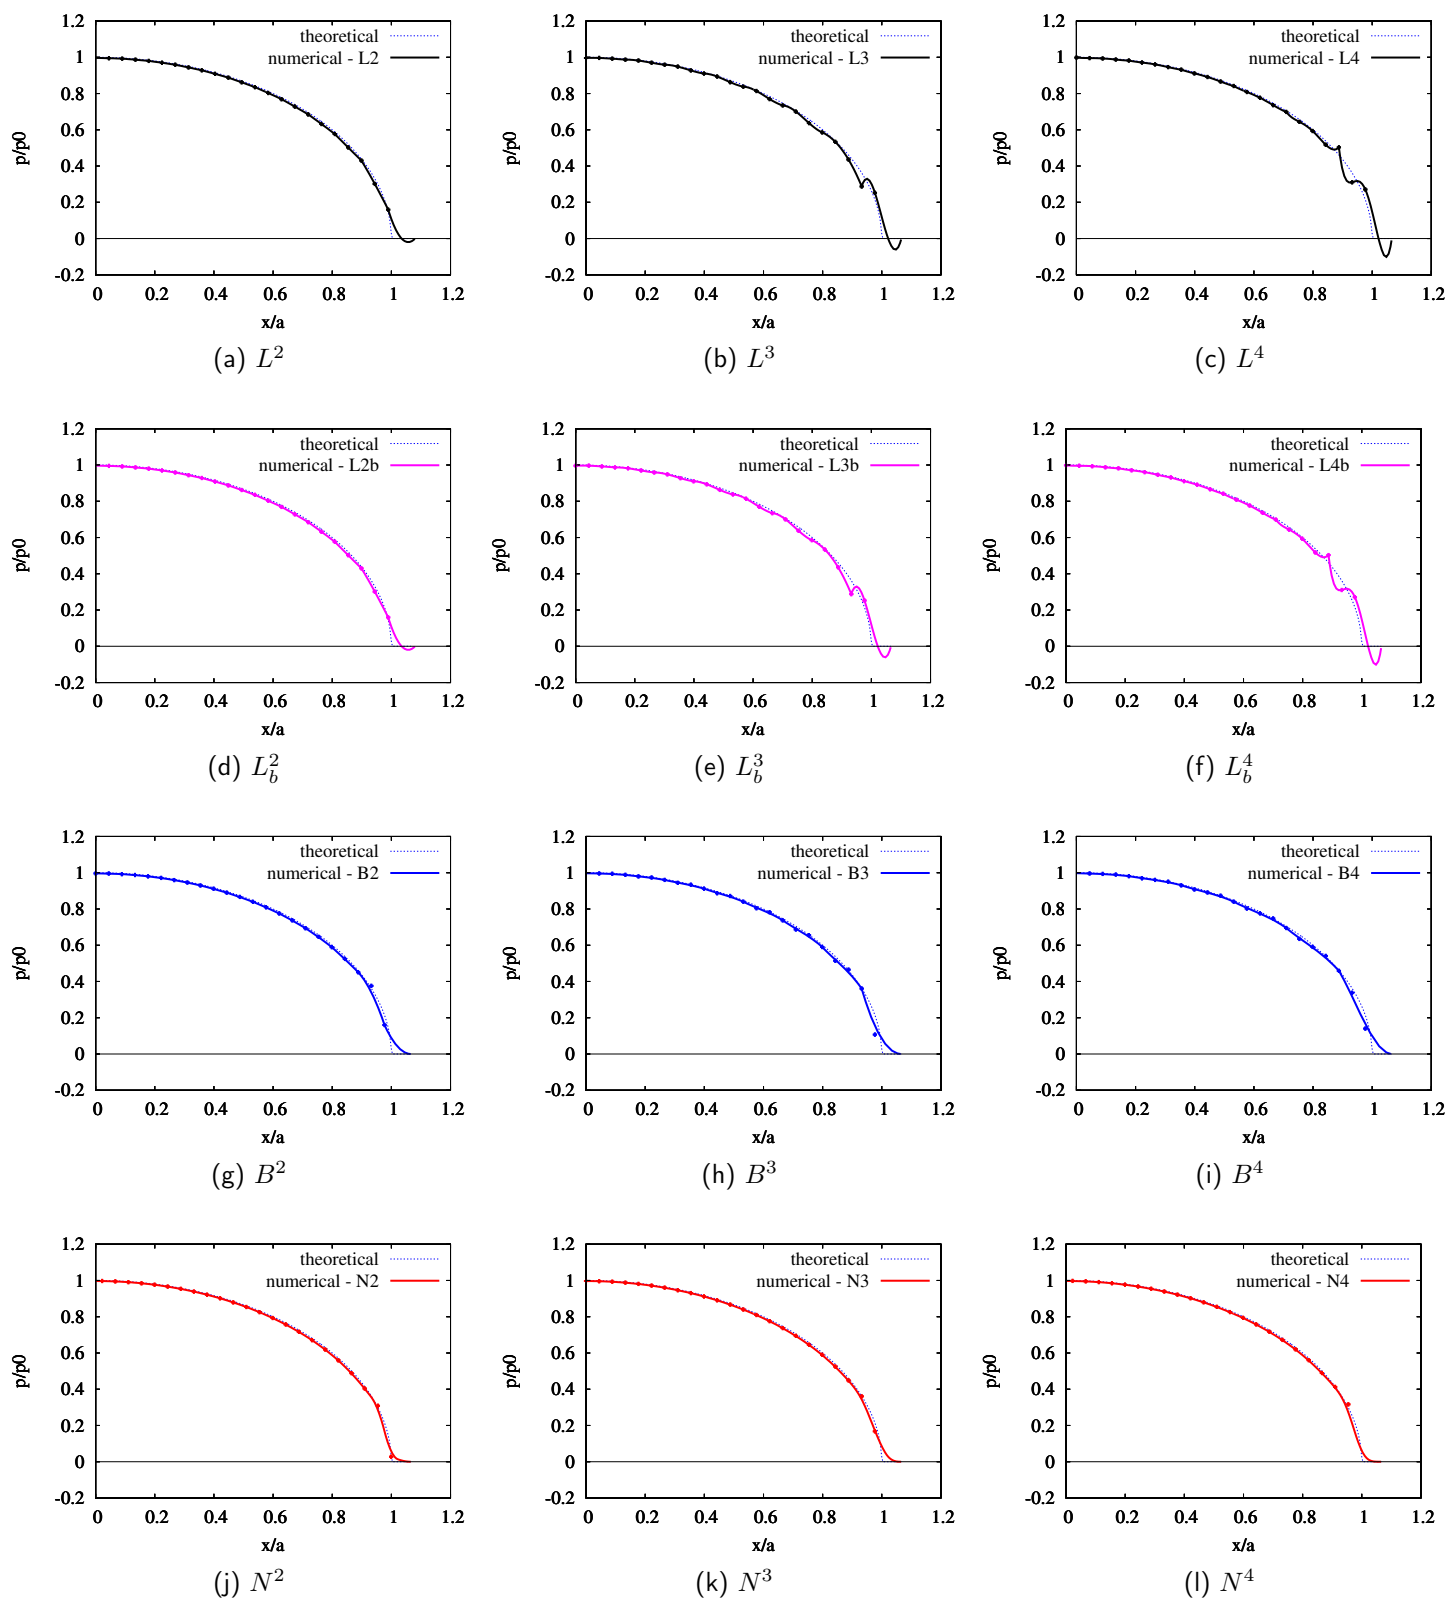 1.2
1
0.8
0.6
0.4
0.2
0
-0.2
p/p0
theoretical
numerical - L2
0 0.2 0.4 0.6 0.8 1 1.2
x/a
(a) L²
1.2
1
0.8
0.6
0.4
0.2
0
-0.2
p/p0
theoretical
numerical - L3
0 0.2 0.4 0.6 0.8 1 1.2
x/a
(b) L³
1.2
1
0.8
0.6
0.4
0.2
0
-0.2
p/p0
theoretical
numerical - L4
0 0.2 0.4 0.6 0.8 1 1.2
x/a
(c) L⁴
1.2
1
0.8
0.6
0.4
0.2
0
-0.2
p/p0
theoretical
numerical - L2b
0 0.2 0.4 0.6 0.8 1 1.2
x/a
(d) L_b^2
1.2
1
0.8
0.6
0.4
0.2
0
-0.2
p/p0
theoretical
numerical - L3b
0 0.2 0.4 0.6 0.8 1 1.2
x/a
(e) L_b^3
1.2
1
0.8
0.6
0.4
0.2
0
-0.2
p/p0
theoretical
numerical - L4b
0 0.2 0.4 0.6 0.8 1 1.2
x/a
(f) L_b^4
1.2
1
0.8
0.6
0.4
0.2
0
-0.2
p/p0
theoretical
numerical - B2
0 0.2 0.4 0.6 0.8 1 1.2
x/a
(g) B²
1.2
1
0.8
0.6
0.4
0.2
0
-0.2
p/p0
theoretical
numerical - B3
0 0.2 0.4 0.6 0.8 1 1.2
x/a
(h) B³
1.2
1
0.8
0.6
0.4
0.2
0
-0.2
p/p0
theoretical
numerical - B4
0 0.2 0.4 0.6 0.8 1 1.2
x/a
(i) B⁴
1.2
1
0.8
0.6
0.4
0.2
0
-0.2
p/p0
theoretical
numerical - N2
0 0.2 0.4 0.6 0.8 1 1.2
x/a
(j) N²
1.2
1
0.8
0.6
0.4
0.2
0
-0.2
p/p0
theoretical
numerical - N3
0 0.2 0.4 0.6 0.8 1 1.2
x/a
(k) N³
1.2
1
0.8
0.6
0.4
0.2
0
-0.2
p/p0
theoretical
numerical - N4
0 0.2 0.4 0.6 0.8 1 1.2
x/a
(l) N⁴